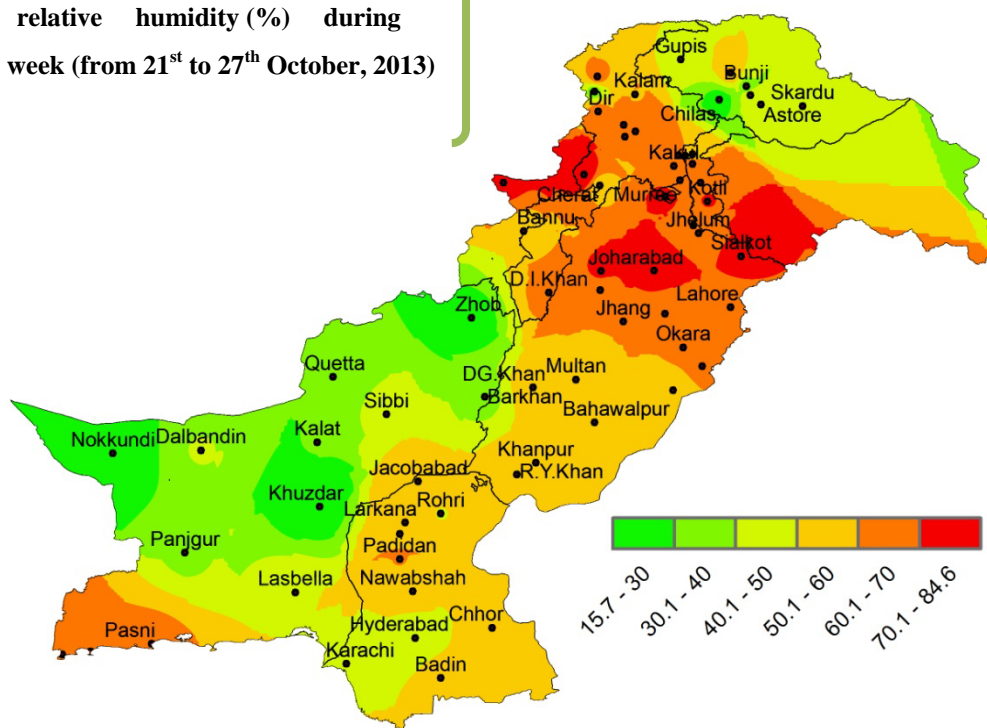 relative humidity (%) during
week (from 21st to 27th October, 2013)
Gupis
Kalam
Bunji
Skardu
Dir
Astore
Chilas
Kakul
Cherat
Murree
Kotli
Bannu
Jhelum
Sialkot
Joharabad
D.I.Khan
Lahore
Zhob
Jhang
Okara
Quetta
DG.Khan
Multan
Barkhan
Sibbi
Bahawalpur
Nokkundi
Dalbandin
Kalat
Khanpur
Jacobabad
R.Y.Khan
Khuzdar
Rohri
Larkana
Panjgur
Padidan
Lasbella
Nawabshah
Chhor
Pasni
Hyderabad
Karachi
Badin
15.7 - 30
30.1 - 40
40.1 - 50
50.1 - 60
60.1 - 70
70.1 - 84.6